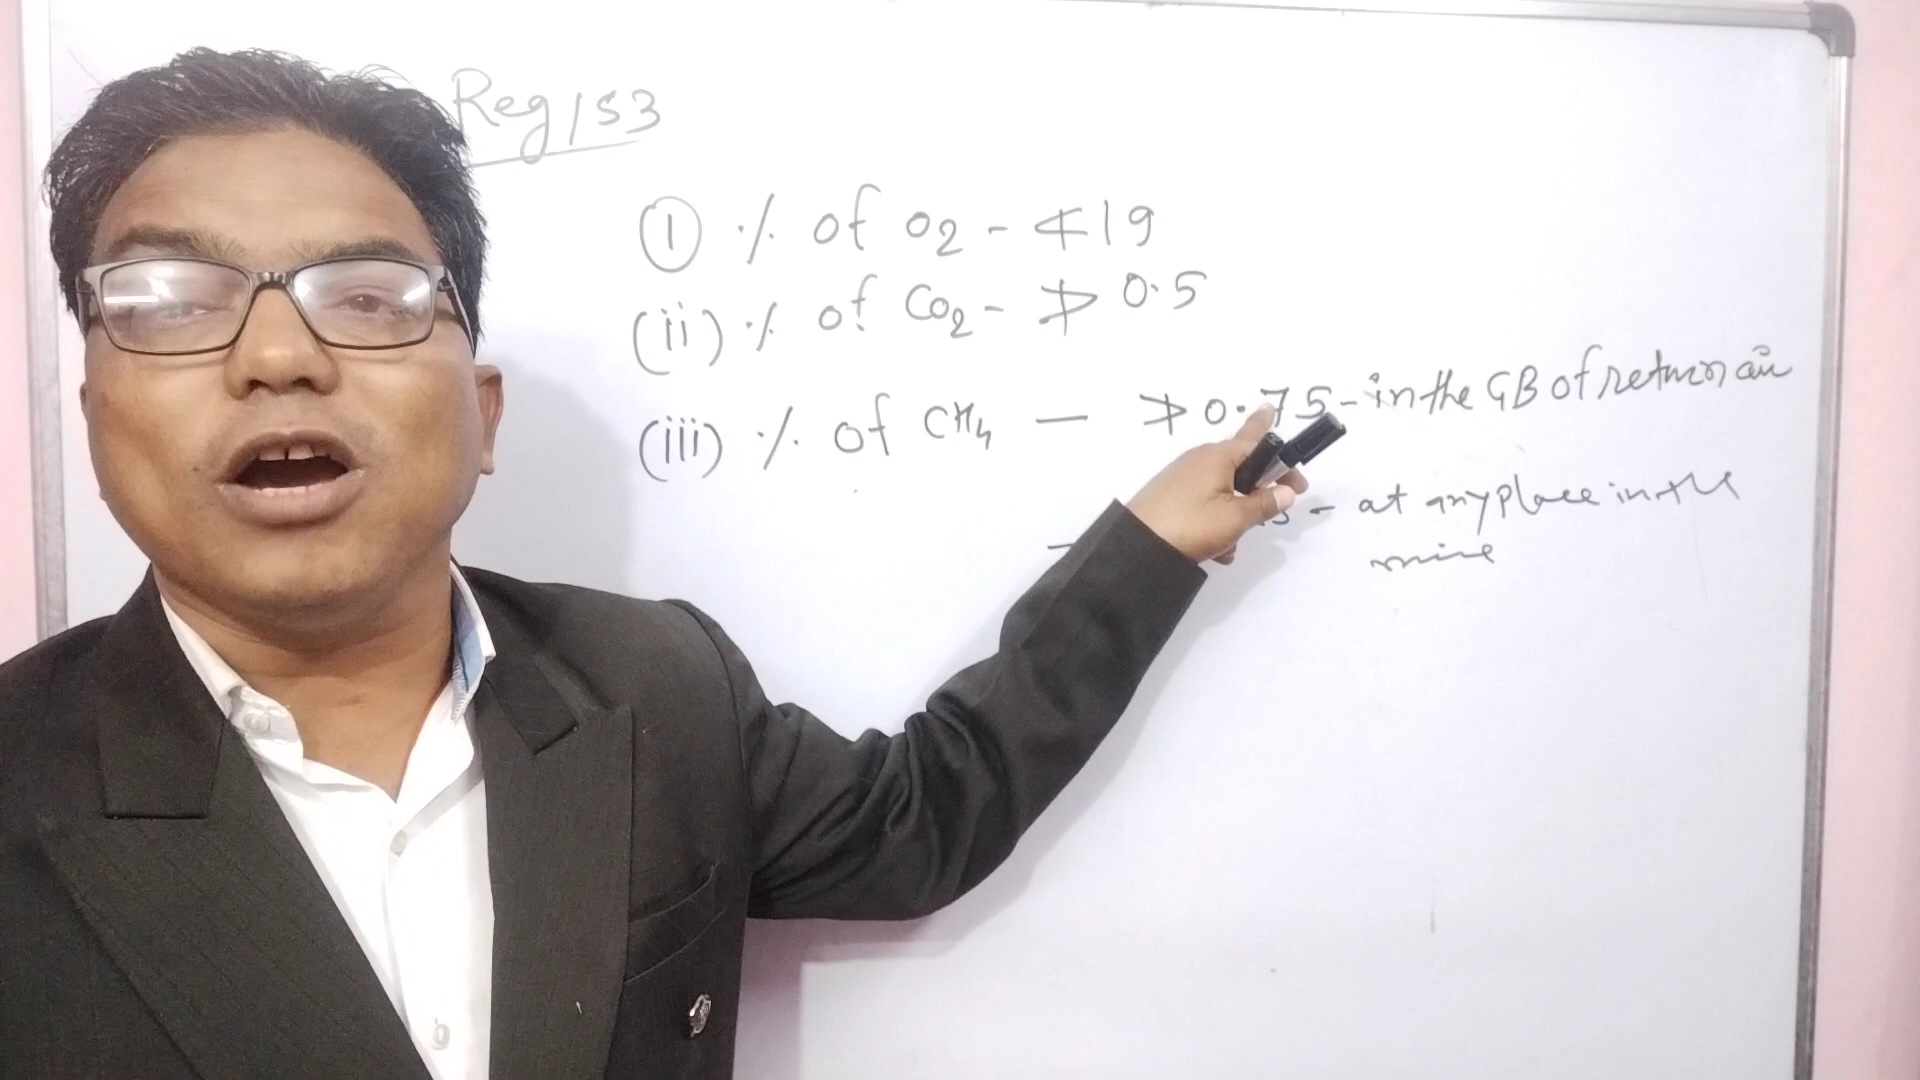 Reg 153
① % of O2 - ≮ 19
(ii) % of CO2 - ≯ 0.5
(iii) % of CH4 - ≯ 0.75 - in the GB of return air
- at any place in the
mine